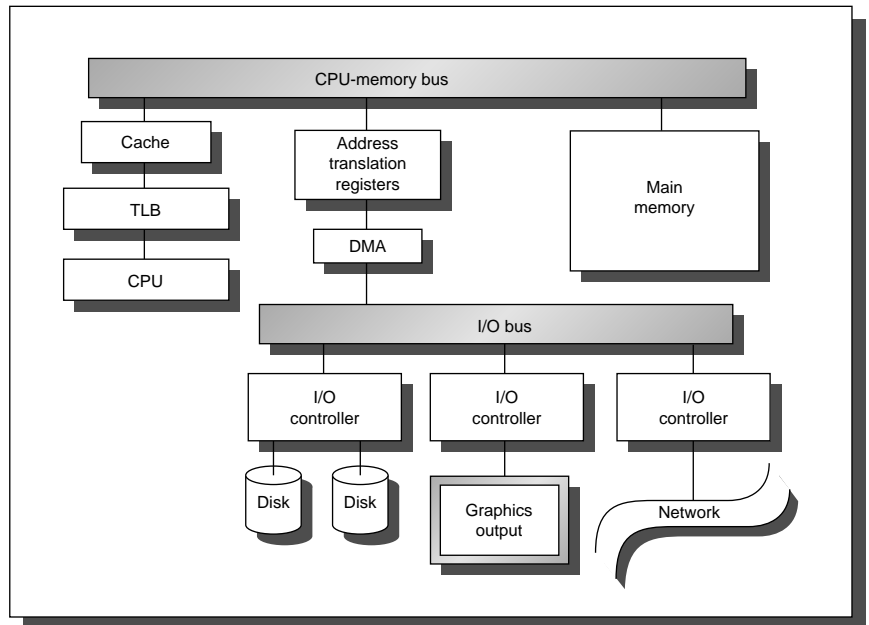 CPU-memory bus
Cache
Address
translation
registers
Main
memory
TLB
DMA
CPU
I/O bus
I/O
controller
I/O
controller
I/O
controller
Disk
Disk
Graphics
output
Network